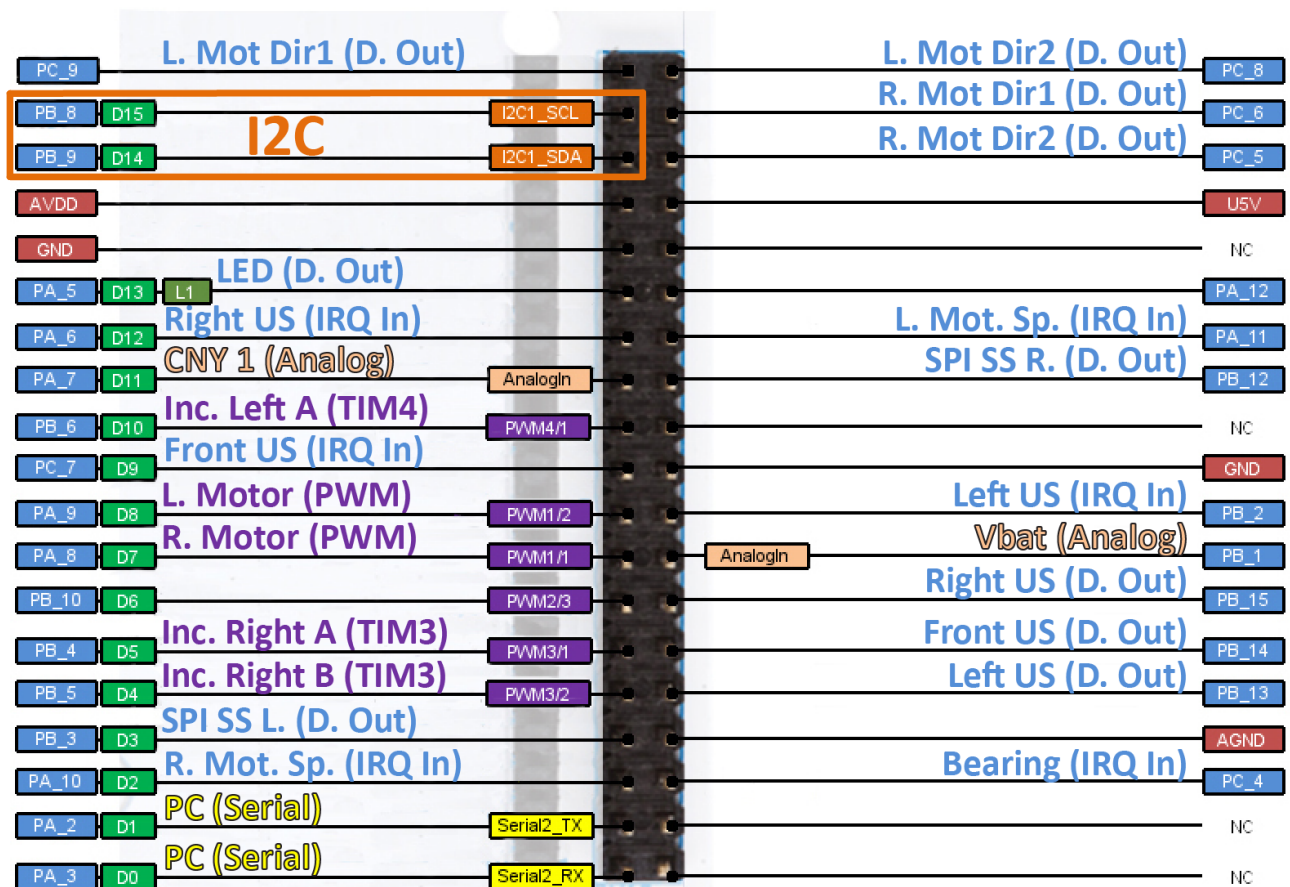 L. Mot Dir1 (D. Out) L. Mot Dir2 (D. Out)
PC_9 PC_8
R. Mot Dir1 (D. Out)
PB_8 D15 I2C1_SCL PC_6
I2C R. Mot Dir2 (D. Out)
PB_9 D14 I2C1_SDA PC_5
AVDD U5V
GND NC
LED (D. Out)
PA_5 D13 L1 PA_12
Right US (IRQ In) L. Mot. Sp. (IRQ In)
PA_6 D12 PA_11
CNY 1 (Analog) SPI SS R. (D. Out)
PA_7 D11 AnalogIn PB_12
Inc. Left A (TIM4)
PB_6 D10 PWM4/1 NC
Front US (IRQ In)
PC_7 D9 GND
L. Motor (PWM) Left US (IRQ In)
PA_9 D8 PWM1/2 PB_2
R. Motor (PWM) Vbat (Analog)
PA_8 D7 PWM1/1 AnalogIn PB_1
Right US (D. Out)
PB_10 D6 PWM2/3 PB_15
Inc. Right A (TIM3) Front US (D. Out)
PB_4 D5 PWM3/1 PB_14
Inc. Right B (TIM3) Left US (D. Out)
PB_5 D4 PWM3/2 PB_13
SPI SS L. (D. Out)
PB_3 D3 AGND
R. Mot. Sp. (IRQ In) Bearing (IRQ In)
PA_10 D2 PC_4
PC (Serial)
PA_2 D1 Serial2_TX NC
PC (Serial)
PA_3 D0 Serial2_RX NC